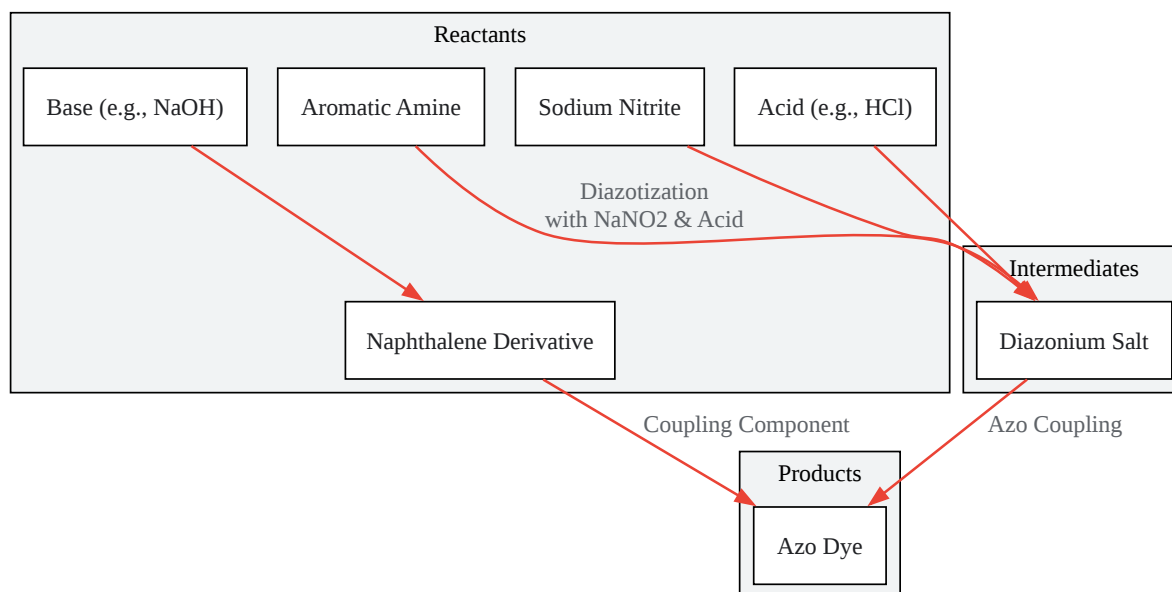 Reactants
Base (e.g., NaOH)
Aromatic Amine
Sodium Nitrite
Acid (e.g., HCl)
Diazotization
with NaNO2 & Acid
Intermediates
Naphthalene Derivative
Diazonium Salt
Coupling Component
Azo Coupling
Products
Azo Dye